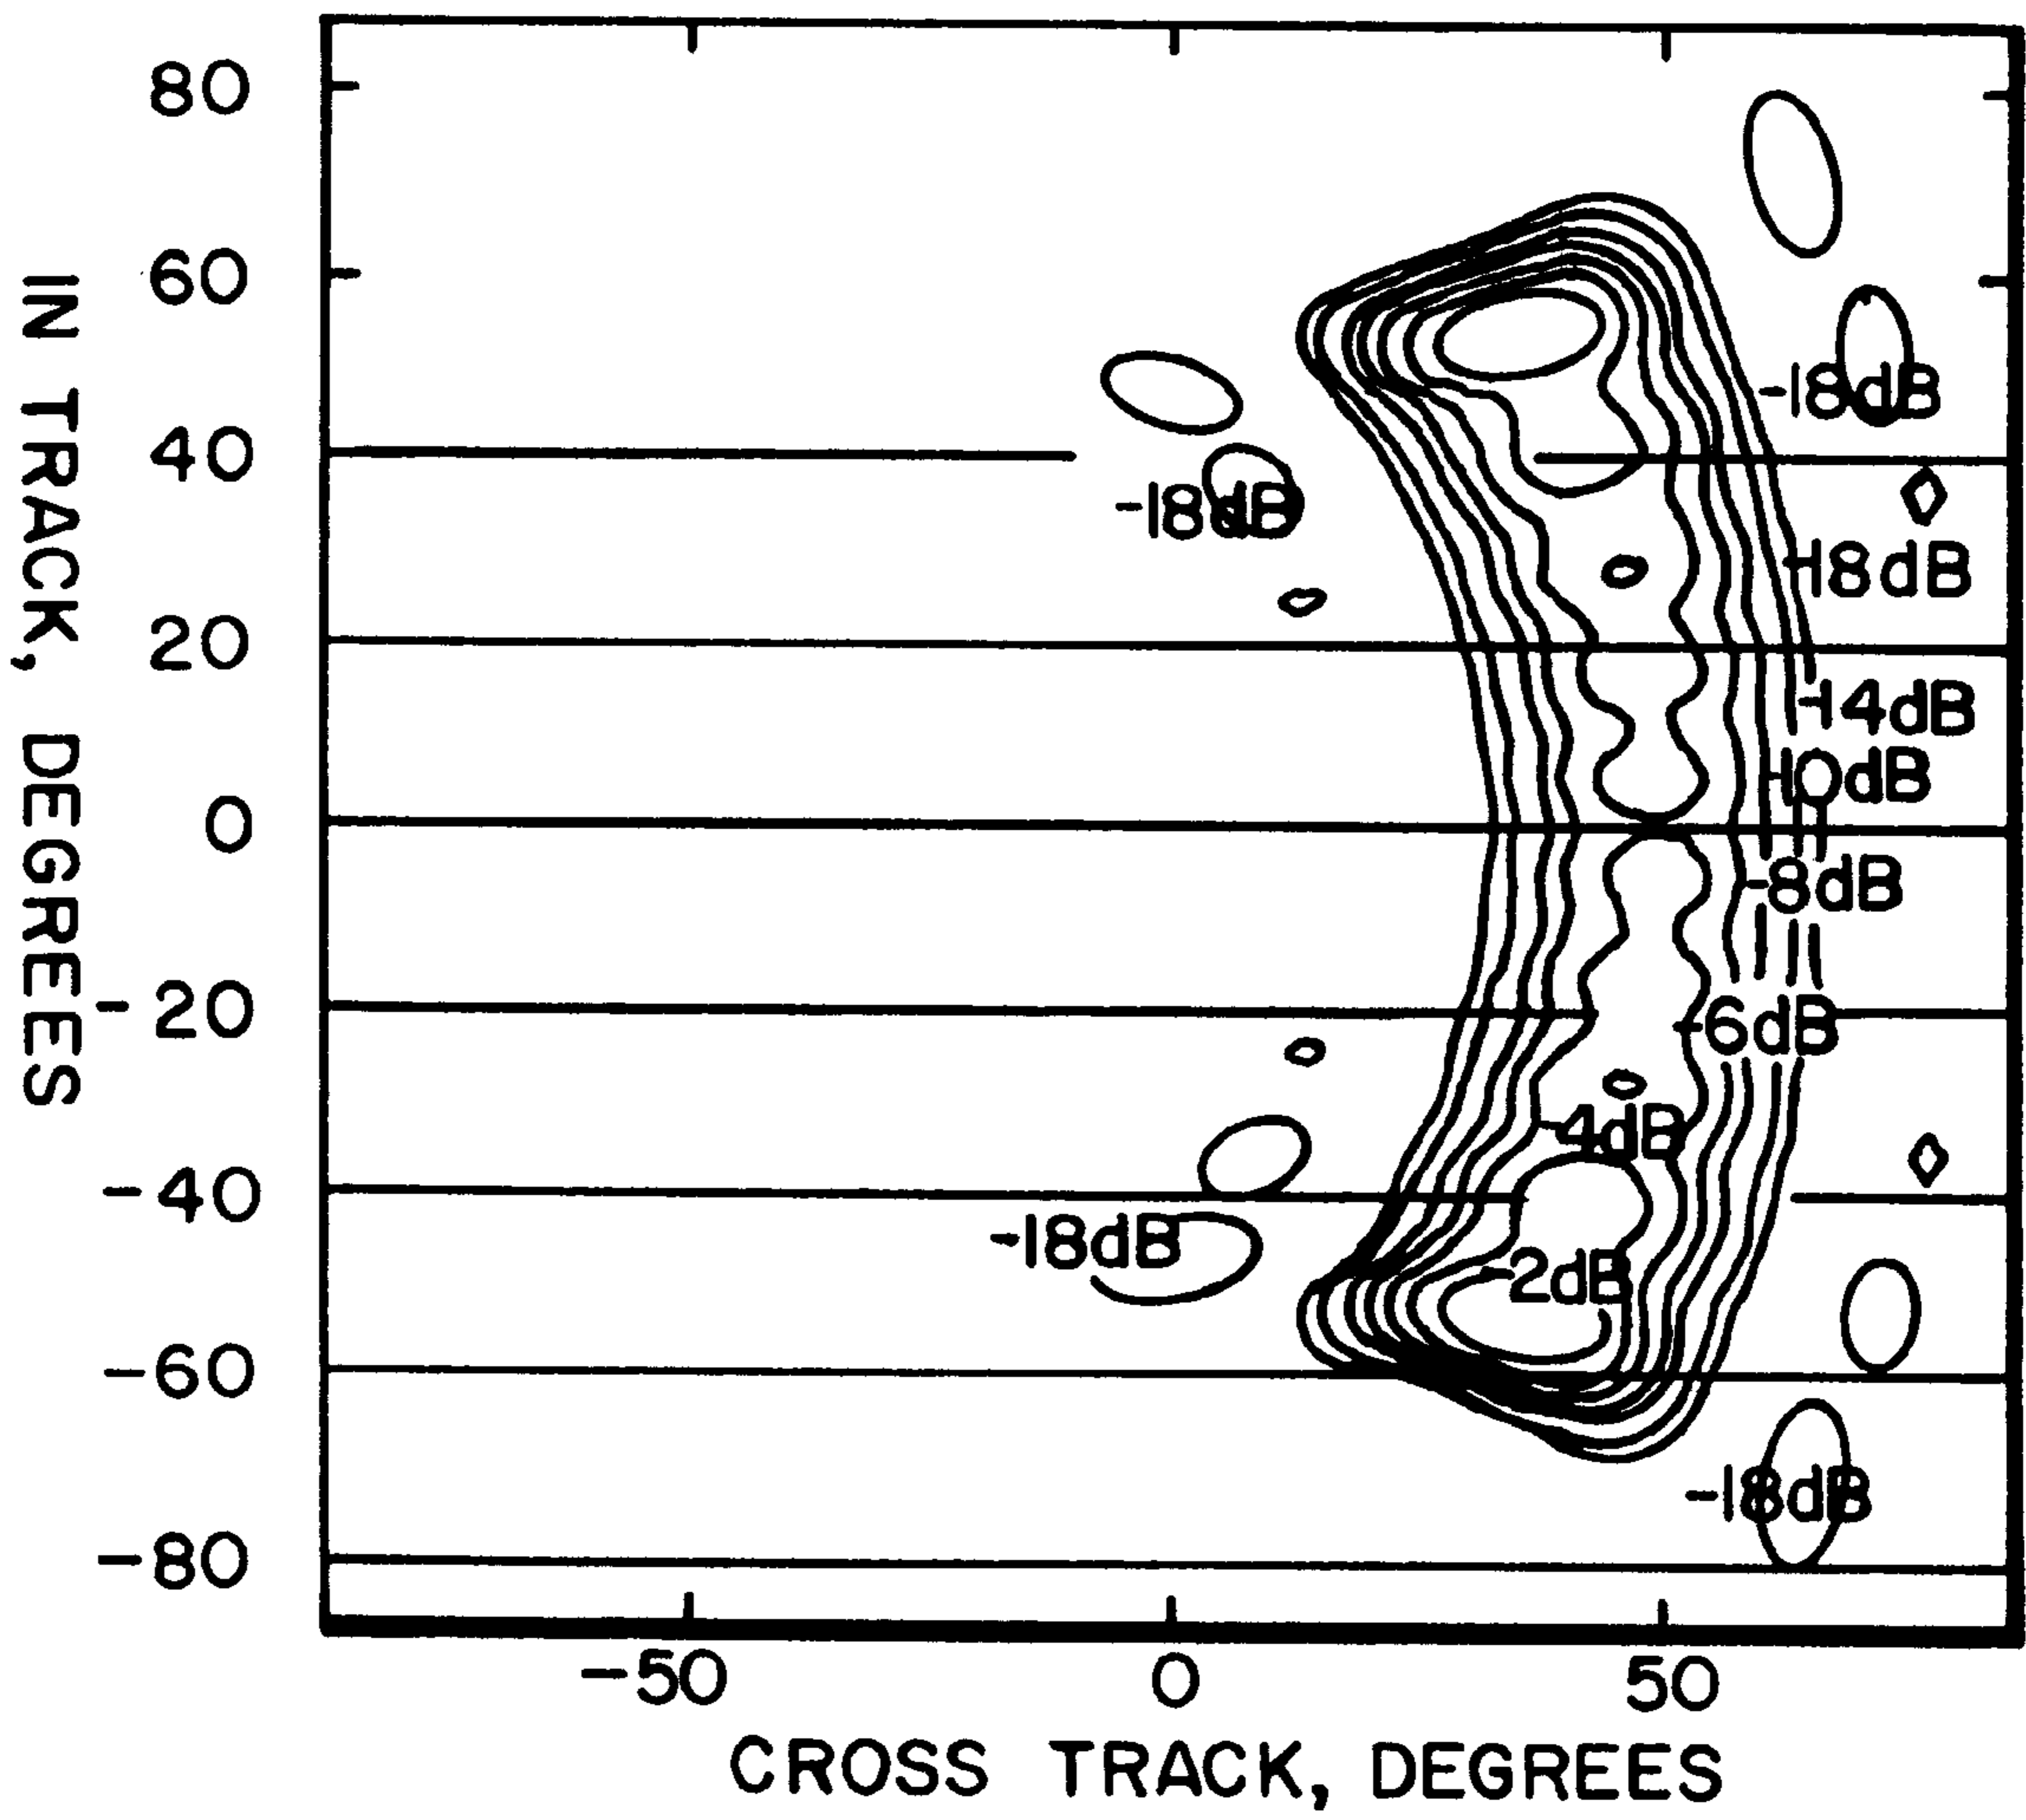 80
60
40
20
0
-20
-40
-60
-80
IN TRACK, DEGREES
-18dB
-18dB
-18dB
-14dB
-10dB
-8dB
-6dB
-4dB
-18dB
-2dB
-18dB
-50 0 50
CROSS TRACK, DEGREES